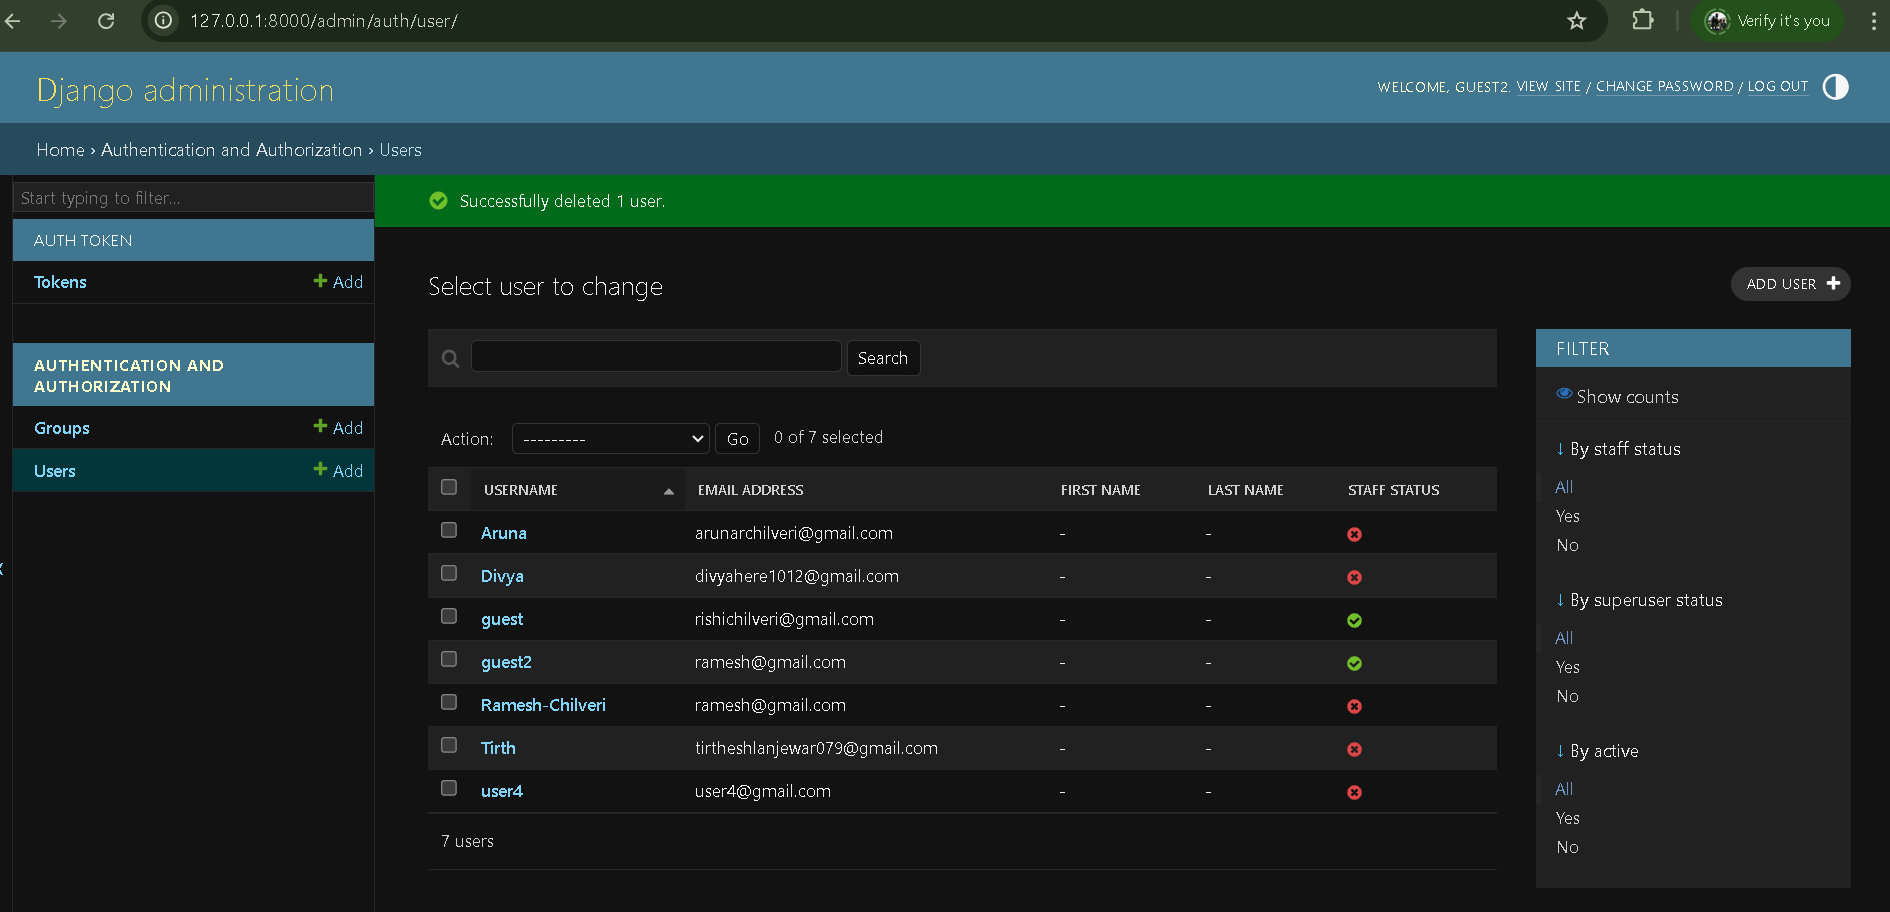 127.0.0.1:8000/admin/auth/user/
Verify it's you
Django administration
WELCOME, GUEST2. VIEW SITE / CHANGE PASSWORD / LOG OUT
Home › Authentication and Authorization › Users
Start typing to filter...
AUTH TOKEN
Tokens + Add
AUTHENTICATION AND
AUTHORIZATION
Groups + Add
Users + Add
Successfully deleted 1 user.
Select user to change
ADD USER +
Search
Action: --------- Go 0 of 7 selected
USERNAME EMAIL ADDRESS FIRST NAME LAST NAME STAFF STATUS
Aruna arunarchilveri@gmail.com - -
Divya divyahere1012@gmail.com - -
guest rishichilveri@gmail.com - -
guest2 ramesh@gmail.com - -
Ramesh-Chilveri ramesh@gmail.com - -
Tirth tirtheshlanjewar079@gmail.com - -
user4 user4@gmail.com - -
7 users
FILTER
Show counts
↓ By staff status
All
Yes
No
↓ By superuser status
All
Yes
No
↓ By active
All
Yes
No